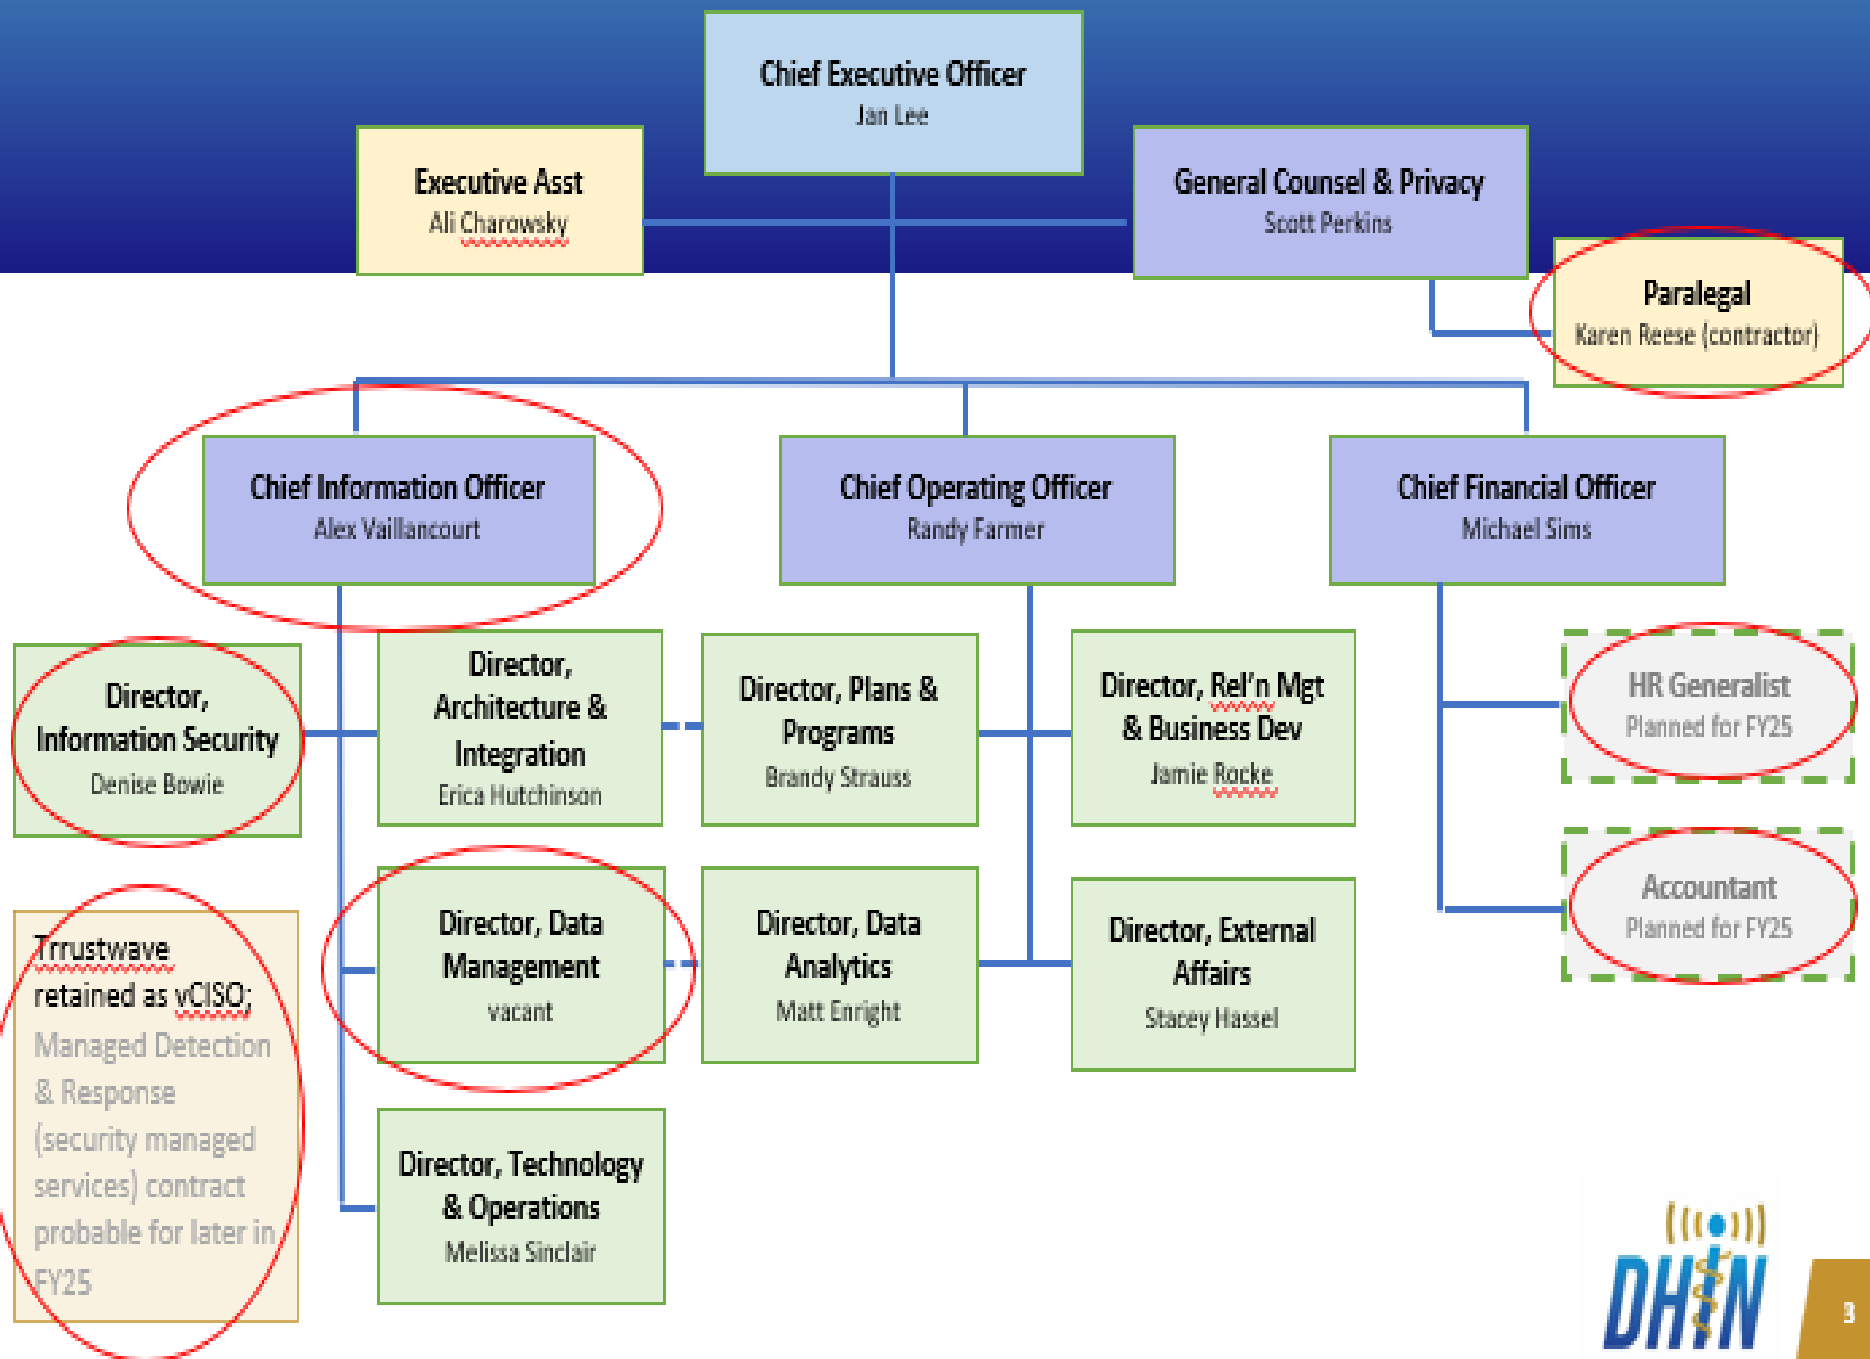 Chief Executive Officer
Jan Lee
Executive Asst
Ali Charowsky
General Counsel & Privacy
Scott Perkins
Paralegal
Karen Reese (contractor)
Chief Information Officer
Alex Vaillancourt
Chief Operating Officer
Randy Farmer
Chief Financial Officer
Michael Sims
Director,
Information Security
Denise Bowie
Director,
Architecture &
Integration
Erica Hutchinson
Director, Plans &
Programs
Brandy Strauss
Director, Rel'n Mgt
& Business Dev
Jamie Rocke
HR Generalist
Planned for FY25
Trrustwave
retained as vCISO;
Managed Detection
& Response
(security managed
services) contract
probable for later in
FY25
Director, Data
Management
vacant
Director, Data
Analytics
Matt Enright
Director, External
Affairs
Stacey Hassel
Accountant
Planned for FY25
Director, Technology
& Operations
Melissa Sinclair
DHIN
3